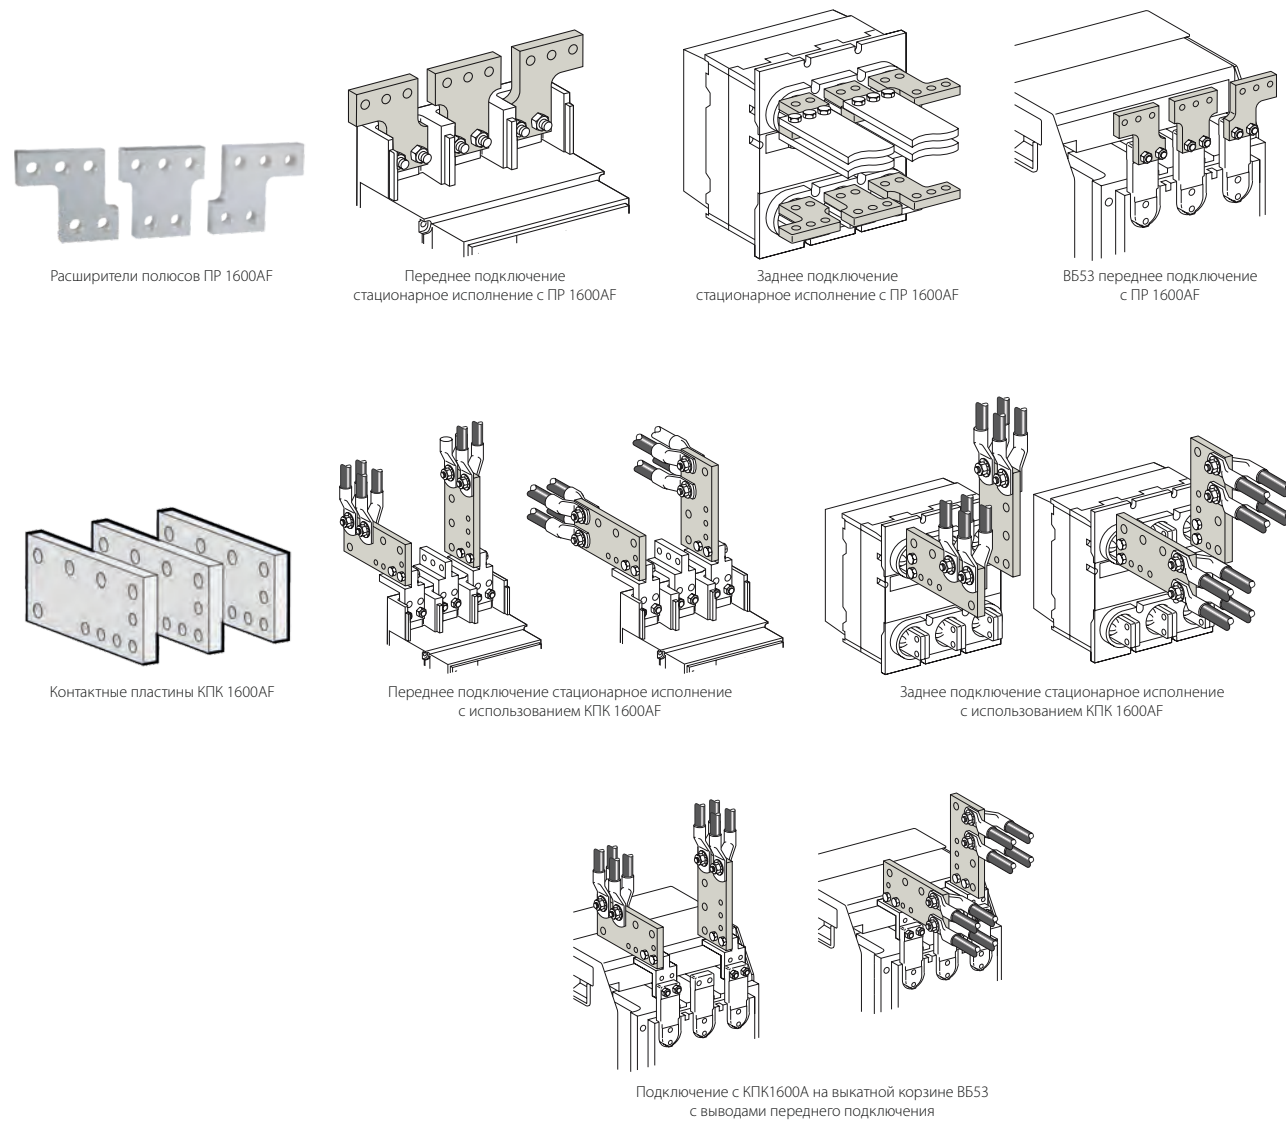 Расширители полюсов ПР 1600AF
Переднее подключение
стационарное исполнение с ПР 1600AF
Заднее подключение
стационарное исполнение с ПР 1600AF
ВБ53 переднее подключение
с ПР 1600AF
Контактные пластины КПК 1600AF
Переднее подключение стационарное исполнение
с использованием КПК 1600AF
Заднее подключение стационарное исполнение
с использованием КПК 1600AF
Подключение с КПК1600А на выкатной корзине ВБ53
с выводами переднего подключения